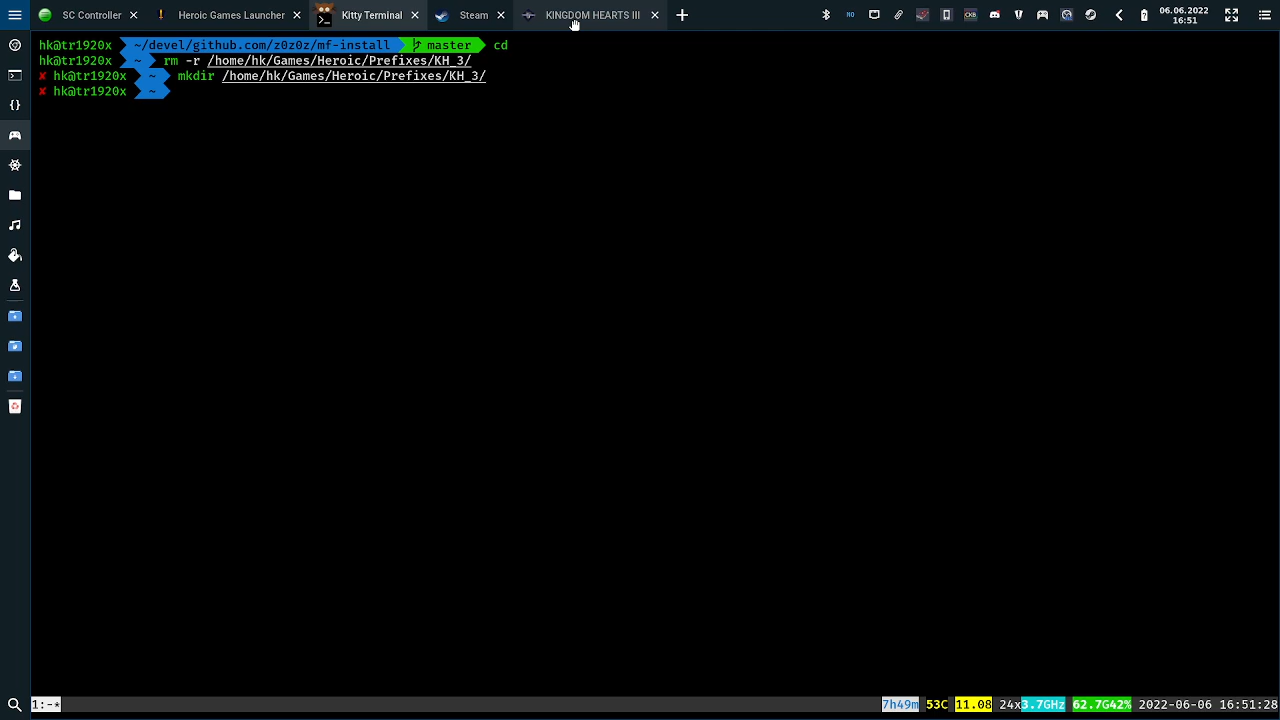 SC Controller Heroic Games Launcher Kitty Terminal Steam KINGDOM HEARTS III NO CKB 06.06.2022
16:51
hk@tr1920x ~/devel/github.com/z0z0z/mf-install master cd
hk@tr1920x ~ rm -r /home/hk/Games/Heroic/Prefixes/KH_3/
✘ hk@tr1920x ~ mkdir /home/hk/Games/Heroic/Prefixes/KH_3/
✘ hk@tr1920x ~
1:-* 7h49m 53C 11.08 24x3.7GHz 62.7G42% 2022-06-06 16:51:28